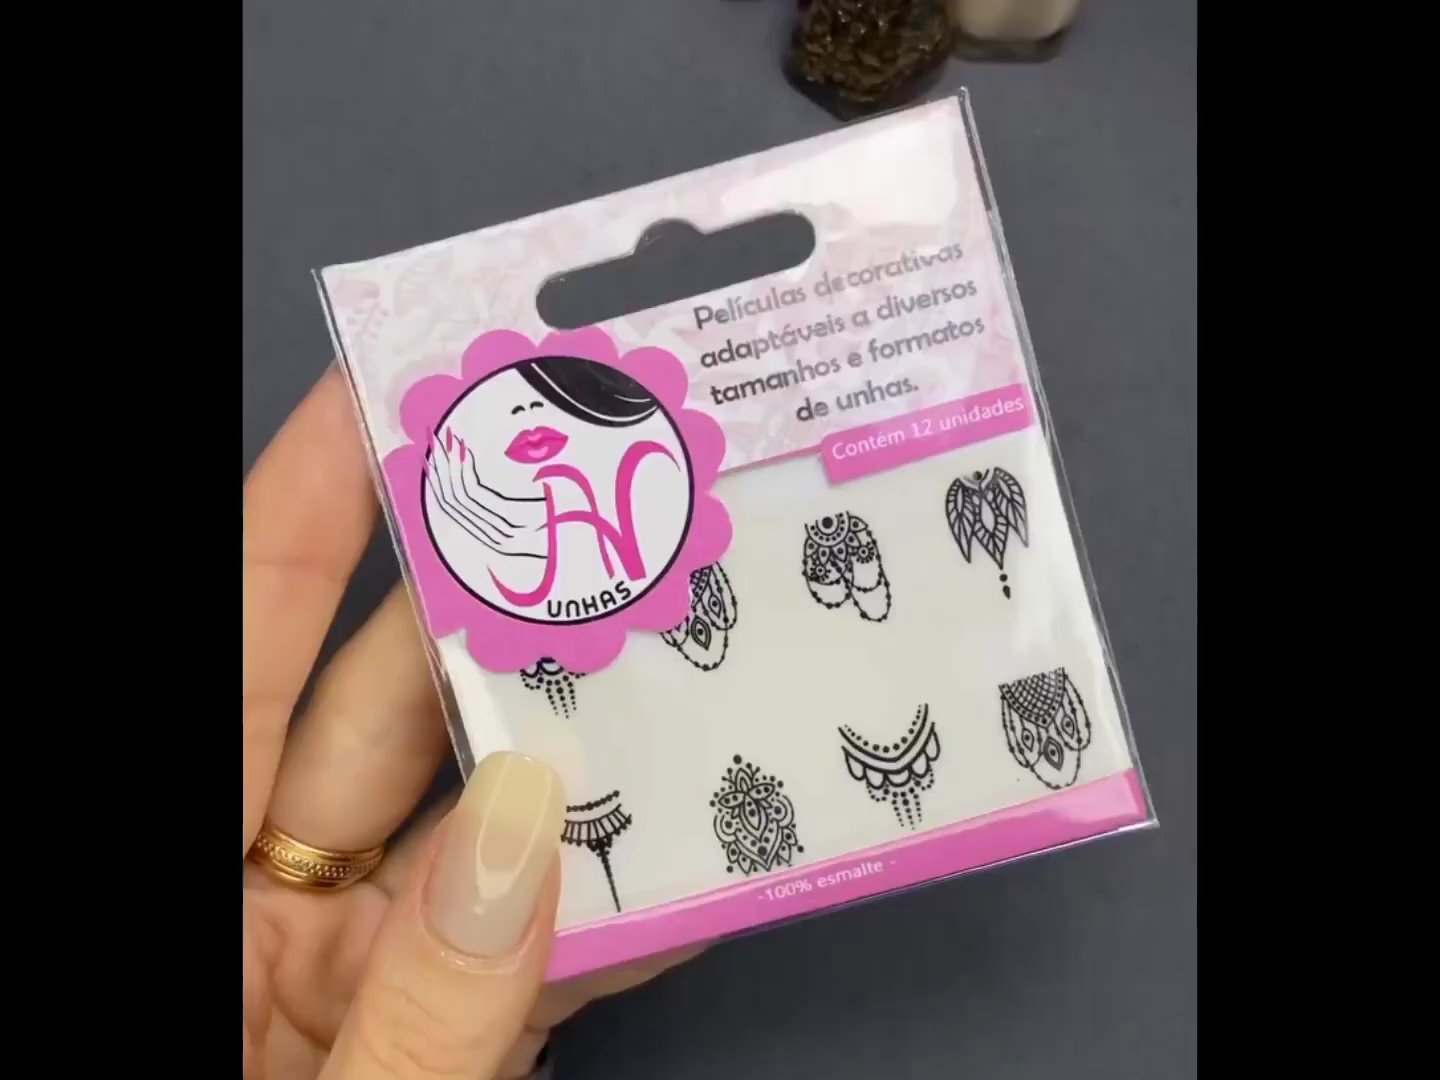 Películas decorativas
adaptáveis a diversos
tamanhos e formatos
de unhas.
Contém 12 unidades
UNHAS
-100% esmalte -